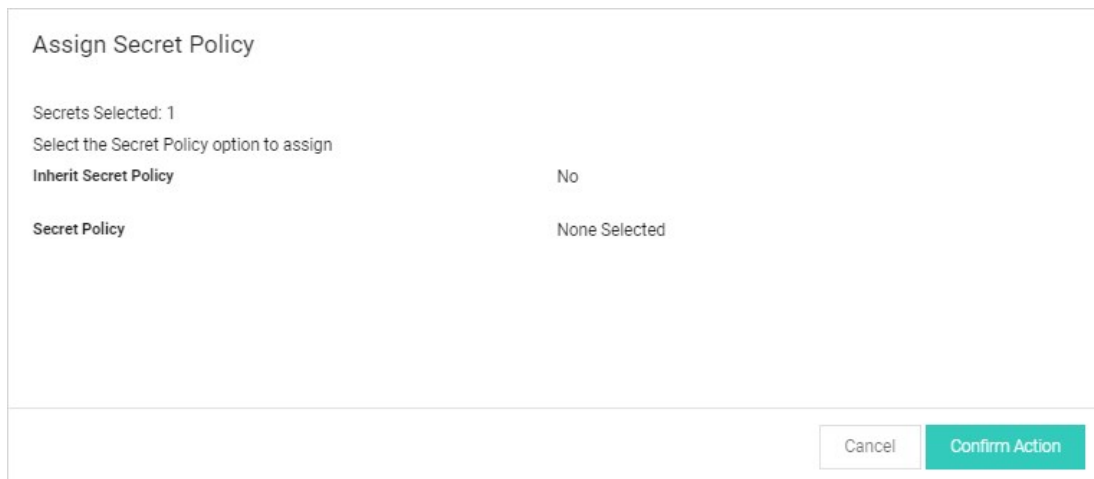 Assign Secret Policy
Secrets Selected: 1
Select the Secret Policy option to assign
Inherit Secret Policy No
Secret Policy None Selected
Cancel Confirm Action